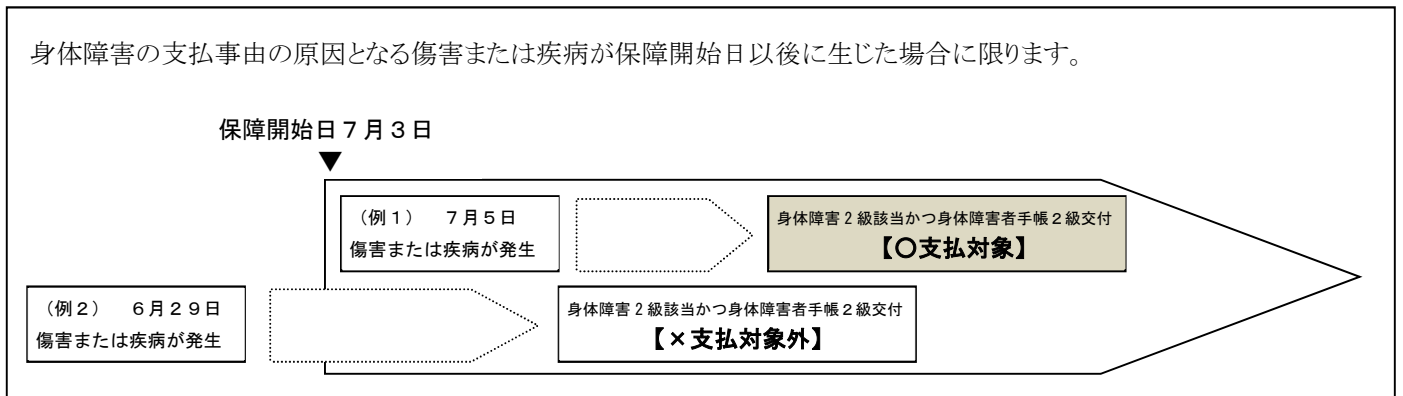 身体障害の支払事由の原因となる傷害または疾病が保障開始日以後に生じた場合に限ります。
保障開始日７月３日
▼
（例１）　７月５日
傷害または疾病が発生
身体障害２級該当かつ身体障害者手帳２級交付
【○支払対象】
（例２）　６月２９日
傷害または疾病が発生
身体障害２級該当かつ身体障害者手帳２級交付
【×支払対象外】